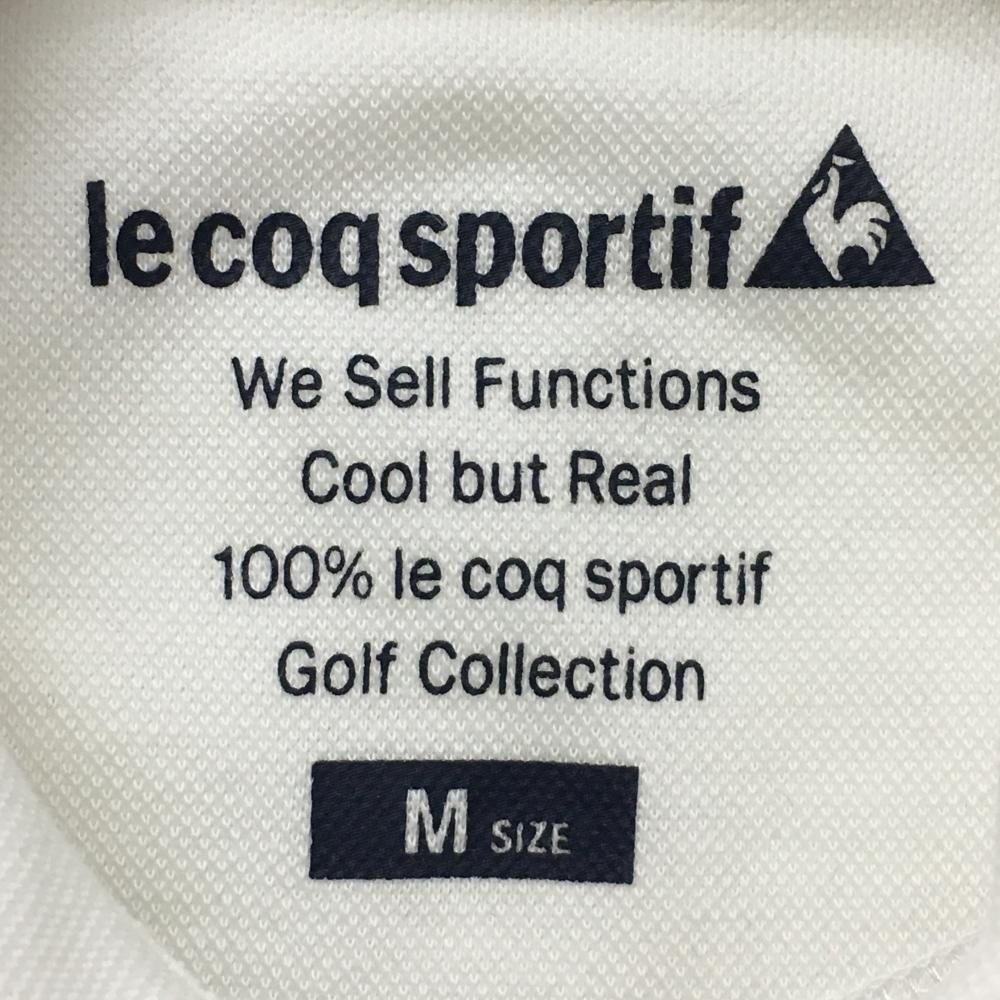 le coq sportif
We Sell Functions
Cool but Real
100% le coq sportif
Golf Collection
M SIZE